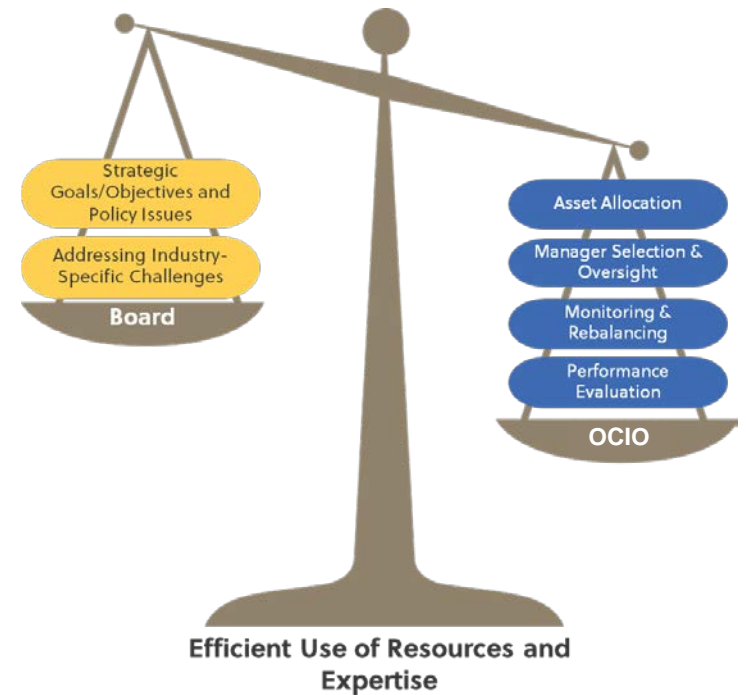 Strategic
Goals/Objectives and
Policy Issues
Addressing Industry-
Specific Challenges
Board
Asset Allocation
Manager Selection &
Oversight
Monitoring &
Rebalancing
Performance
Evaluation
OCIO
Efficient Use of Resources and
Expertise